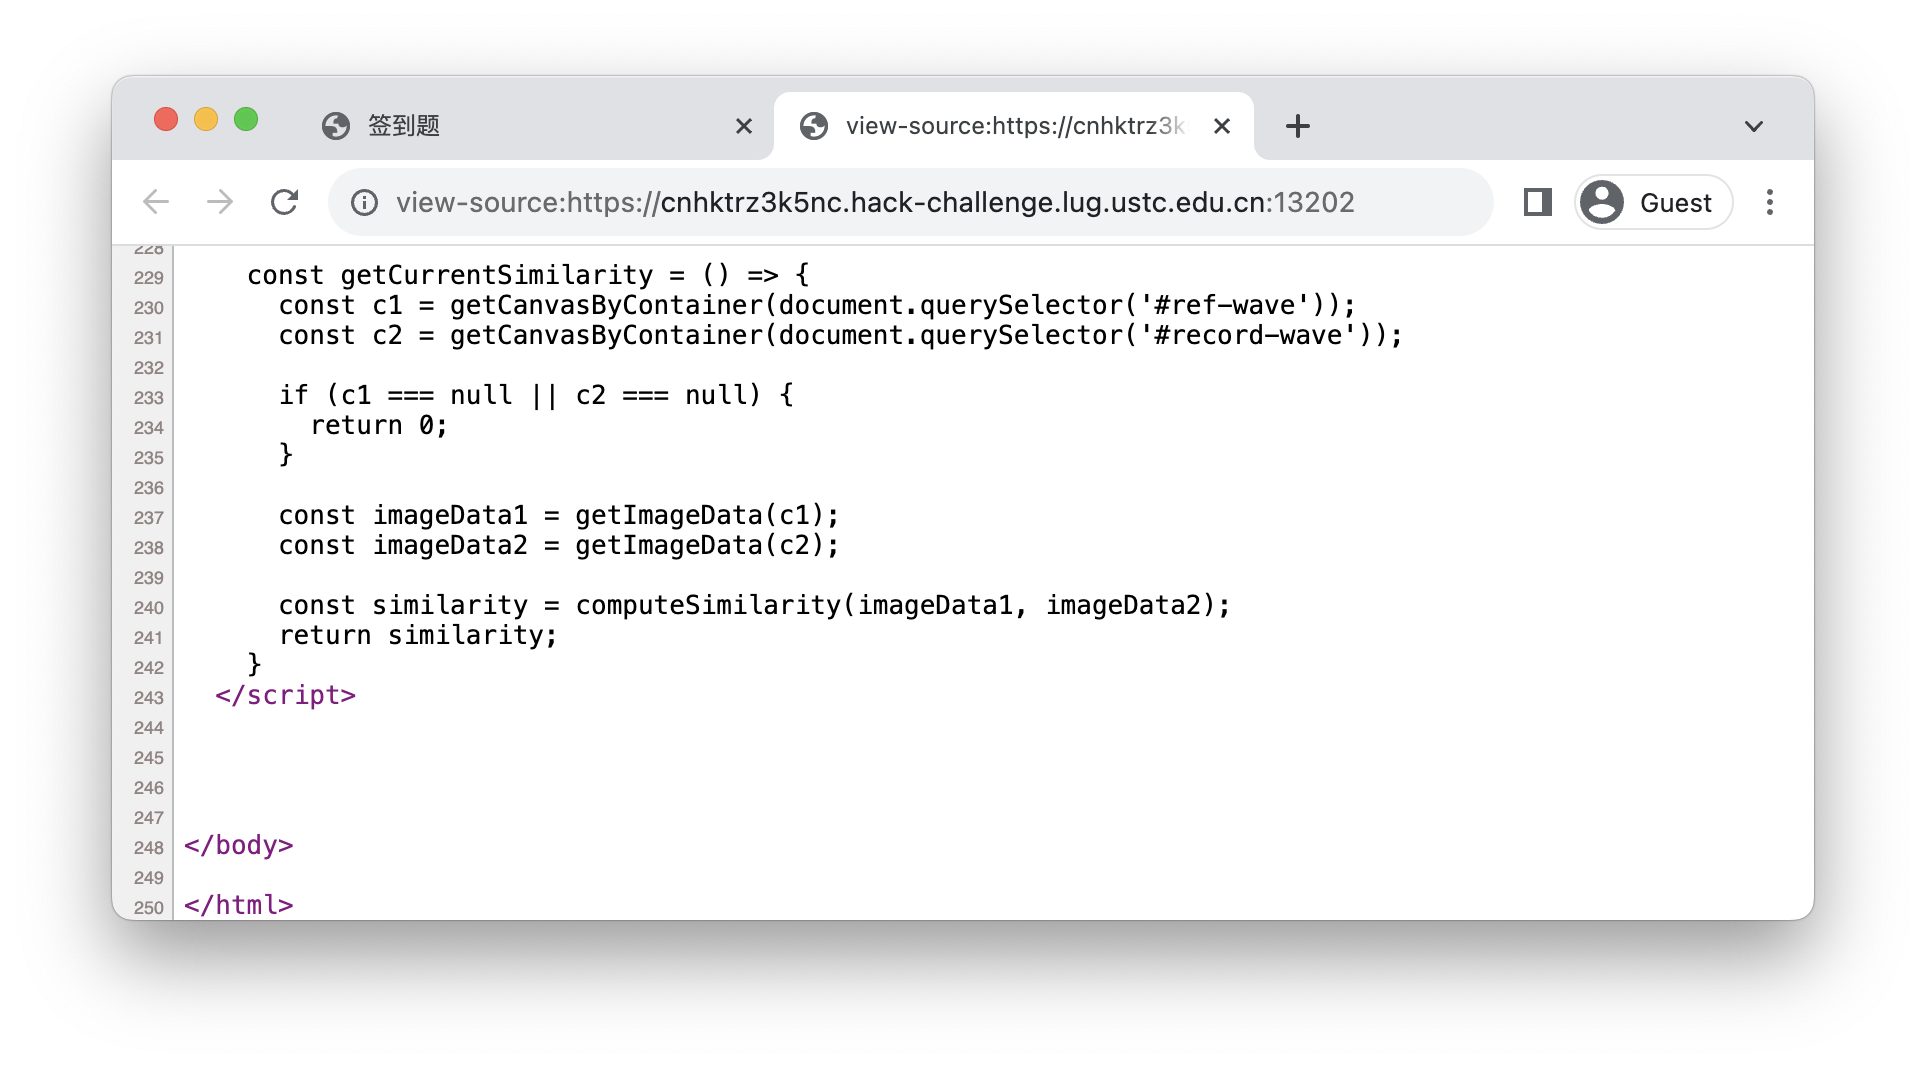 签到题
view-source:https://cnhktrz3k
view-source:https://cnhktrz3k5nc.hack-challenge.lug.ustc.edu.cn:13202
Guest
228
229 const getCurrentSimilarity = () => {
230 const c1 = getCanvasByContainer(document.querySelector('#ref-wave'));
231 const c2 = getCanvasByContainer(document.querySelector('#record-wave'));
232
233 if (c1 === null || c2 === null) {
234 return 0;
235 }
236
237 const imageData1 = getImageData(c1);
238 const imageData2 = getImageData(c2);
239
240 const similarity = computeSimilarity(imageData1, imageData2);
241 return similarity;
242 }
243 </script>
244
245
246
247
248 </body>
249
250 </html>